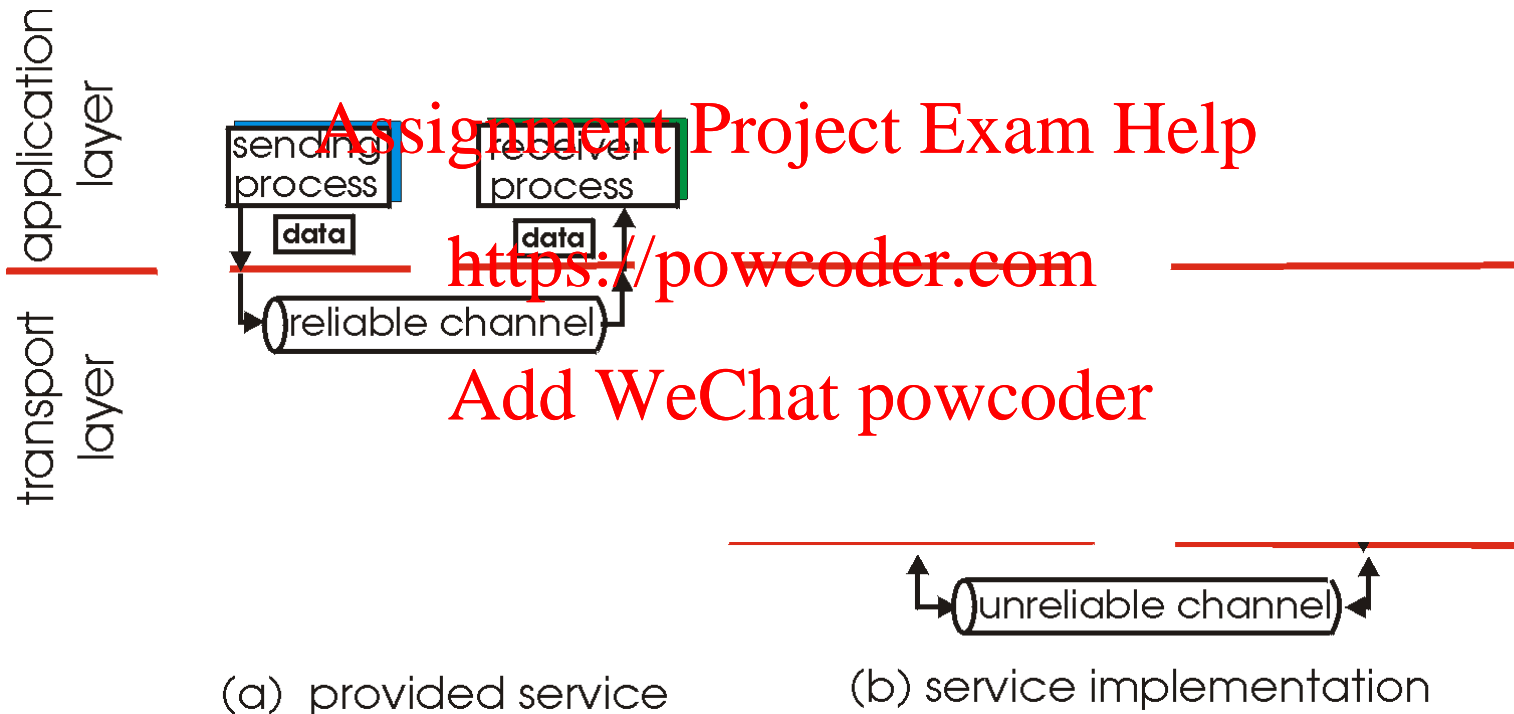 application
layer
Assignment Project Exam Help
sending
process
receiver
process
data
data
https://powcoder.com
reliable channel
transport
layer
Add WeChat powcoder
unreliable channel
(a) provided service
(b) service implementation